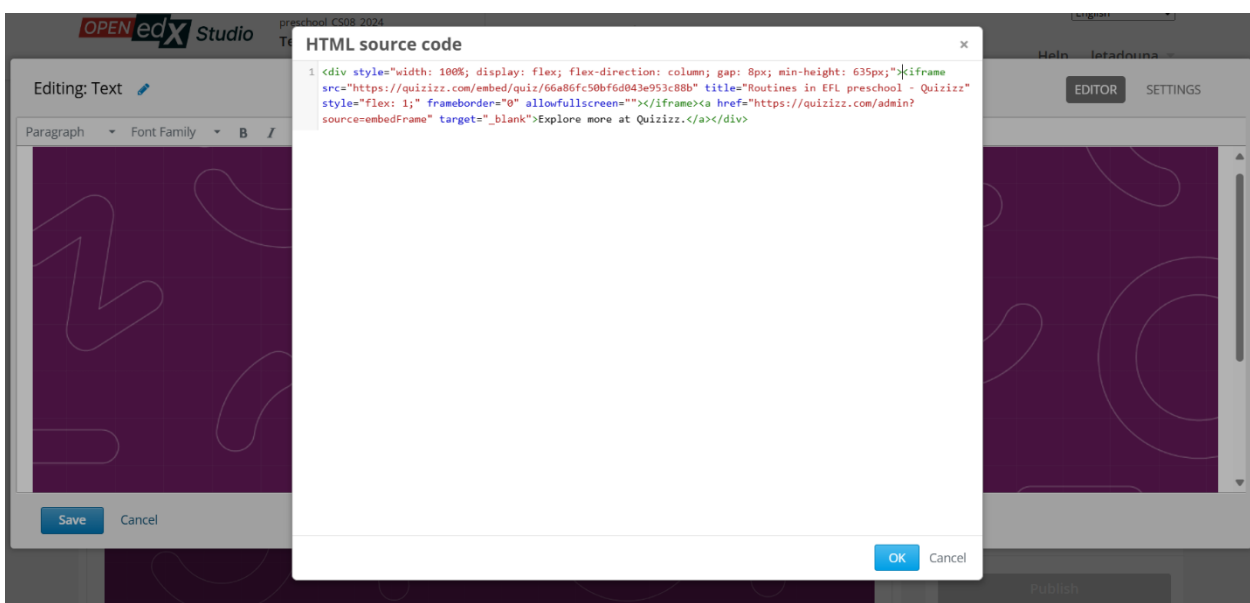 OPEN edX Studio
preschool CS08 2024
English
Help letadouna
HTML source code ×
Editing: Text
EDITOR SETTINGS
Paragraph Font Family B I
1 <div style="width: 100%; display: flex; flex-direction: column; gap: 8px; min-height: 635px;"><iframe
src="https://quizizz.com/embed/quiz/66a86fc50bf6d043e953c88b" title="Routines in EFL preschool - Quizizz"
style="flex: 1;" frameborder="0" allowfullscreen=""></iframe><a href="https://quizizz.com/admin?
source=embedFrame" target="_blank">Explore more at Quizizz.</a></div>
Save Cancel
OK Cancel
Publish